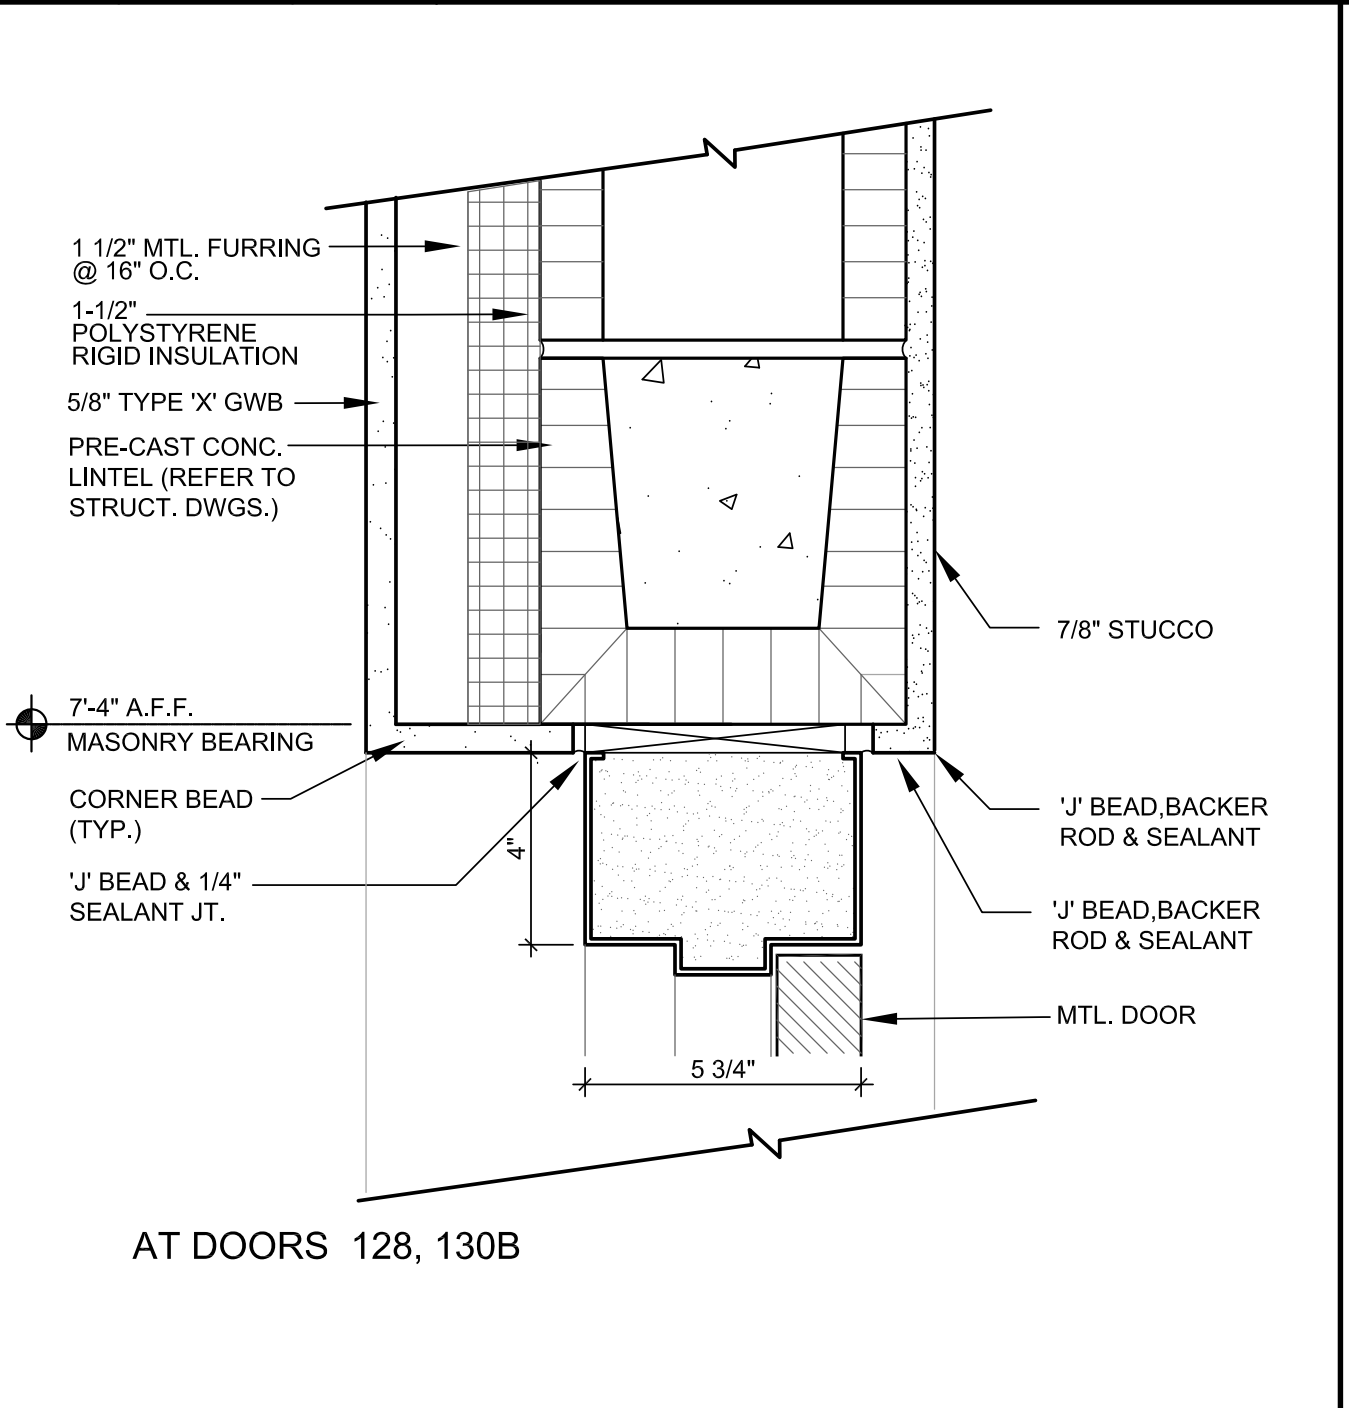 1 1/2" MTL. FURRING
@ 16" O.C.
1-1/2"
POLYSTYRENE
RIGID INSULATION
5/8" TYPE 'X' GWB
PRE-CAST CONC.
LINTEL (REFER TO
STRUCT. DWGS.)
7/8" STUCCO
7'-4" A.F.F.
MASONRY BEARING
CORNER BEAD
(TYP.)
'J' BEAD,BACKER
ROD & SEALANT
4"
'J' BEAD & 1/4"
SEALANT JT.
'J' BEAD,BACKER
ROD & SEALANT
MTL. DOOR
5 3/4"
AT DOORS  128, 130B